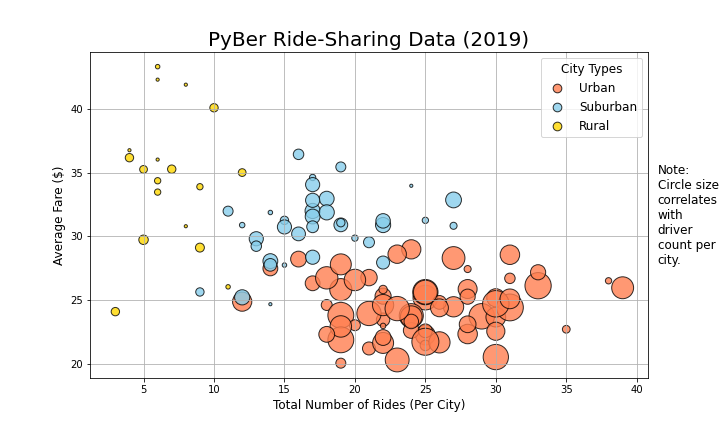 PyBer Ride-Sharing Data (2019)
City Types
Urban
Suburban
Rural
Average Fare ($)
40
35
30
25
20
5 10 15 20 25 30 35 40
Total Number of Rides (Per City)
Note:
Circle size
correlates
with
driver
count per
city.